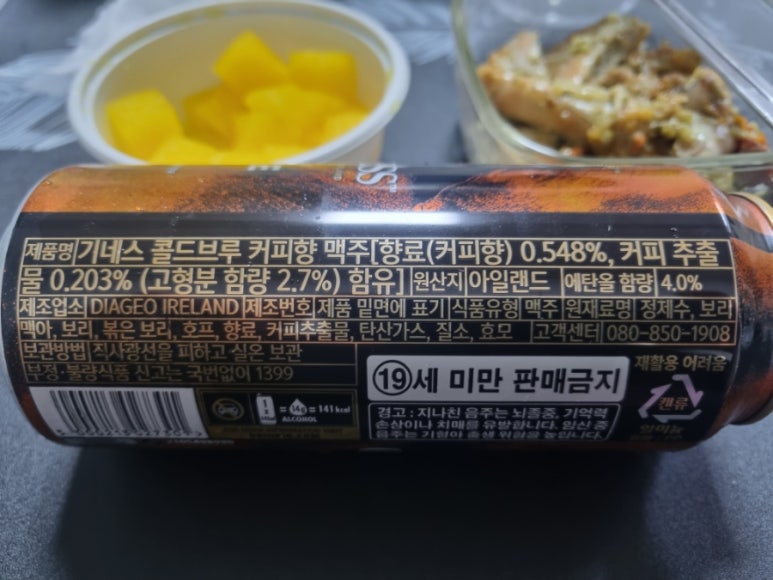 SS
제품명 기네스 콜드브루 커피향 맥주[향료(커피향) 0.548%, 커피 추출
물 0.203% (고형분 함량 2.7%) 함유] 원산지 아일랜드 에탄올 함량 4.0%
제조업소 DIAGEO IRELAND 제조번호 제품 밑면에 표기 식품유형 맥주 원재료명 정제수, 보리
맥아, 보리, 볶은 보리, 호프, 향료, 커피추출물, 탄산가스, 질소, 효모 고객센터 080-850-1908
보관방법 직사광선을 피하고 실온 보관
부정·불량식품 신고는 국번없이 1399
19세 미만 판매금지
재활용 어려움
캔류
= 14g = 141 kcal
ALCOHOL
경고 : 지나친 음주는 뇌졸중, 기억력
손상이나 치매를 유발합니다. 임신 중
음주는 기형아 출생 위험을 높입니다.